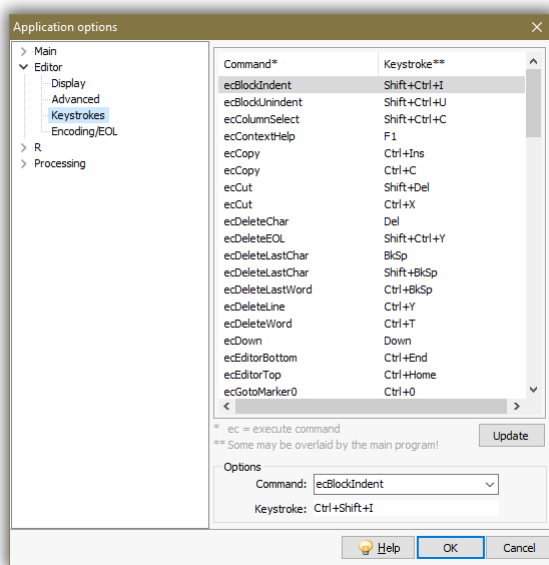 Application options
Main
Editor
Display
Advanced
Keystrokes
Encoding/EOL
R
Processing
Command* Keystroke**
ecBlockIndent Shift+Ctrl+I
ecBlockUnindent Shift+Ctrl+U
ecColumnSelect Shift+Ctrl+C
ecContextHelp F1
ecCopy Ctrl+Ins
ecCopy Ctrl+C
ecCut Shift+Del
ecCut Ctrl+X
ecDeleteChar Del
ecDeleteEOL Shift+Ctrl+Y
ecDeleteLastChar BkSp
ecDeleteLastChar Shift+BkSp
ecDeleteLastWord Ctrl+BkSp
ecDeleteLine Ctrl+Y
ecDeleteWord Ctrl+T
ecDown Down
ecEditorBottom Ctrl+End
ecEditorTop Ctrl+Home
ecGotoMarker0 Ctrl+0
* ec = execute command
** Some may be overlaid by the main program!
Update
Options
Command: ecBlockIndent
Keystroke: Ctrl+Shift+I
Help OK Cancel